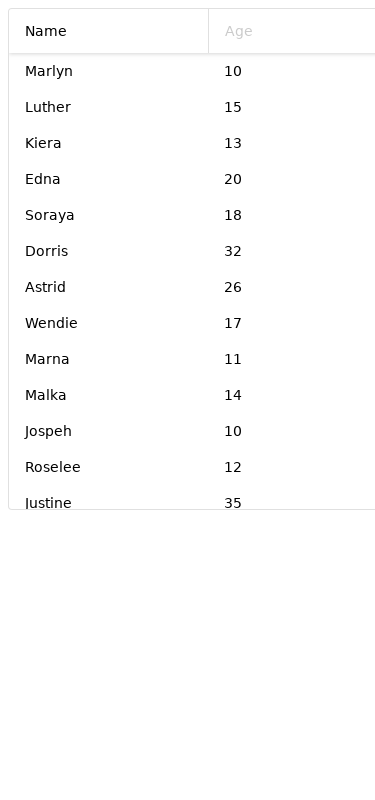 Name Age
Marlyn 10
Luther 15
Kiera 13
Edna 20
Soraya 18
Dorris 32
Astrid 26
Wendie 17
Marna 11
Malka 14
Jospeh 10
Roselee 12
Justine 35